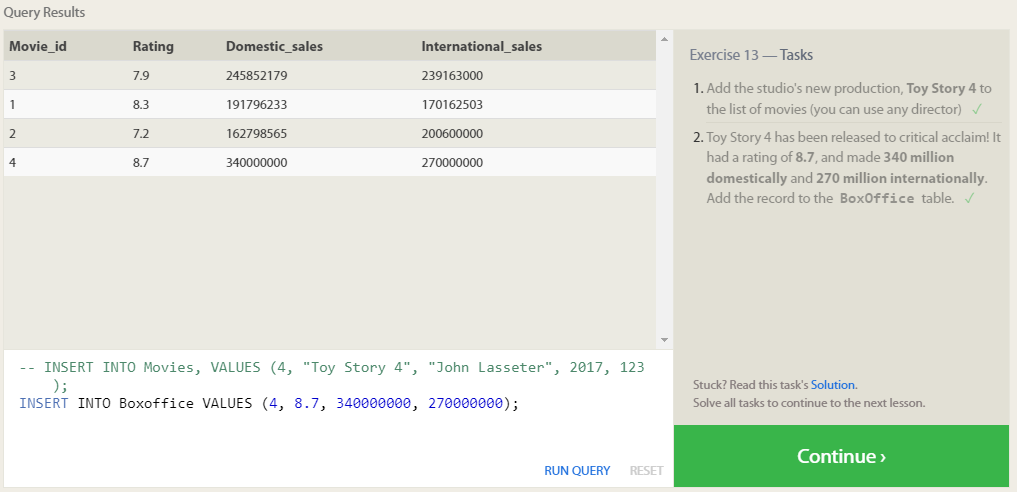 Query Results
Movie_id Rating Domestic_sales International_sales
3 7.9 245852179 239163000
1 8.3 191796233 170162503
2 7.2 162798565 200600000
4 8.7 340000000 270000000
-- INSERT INTO Movies, VALUES (4, "Toy Story 4", "John Lasseter", 2017, 123
);
INSERT INTO Boxoffice VALUES (4, 8.7, 340000000, 270000000);
RUN QUERY RESET
Exercise 13 — Tasks
1. Add the studio's new production, Toy Story 4 to
the list of movies (you can use any director) ✓
2. Toy Story 4 has been released to critical acclaim! It
had a rating of 8.7, and made 340 million
domestically and 270 million internationally.
Add the record to the BoxOffice table. ✓
Stuck? Read this task's Solution.
Solve all tasks to continue to the next lesson.
Continue ›